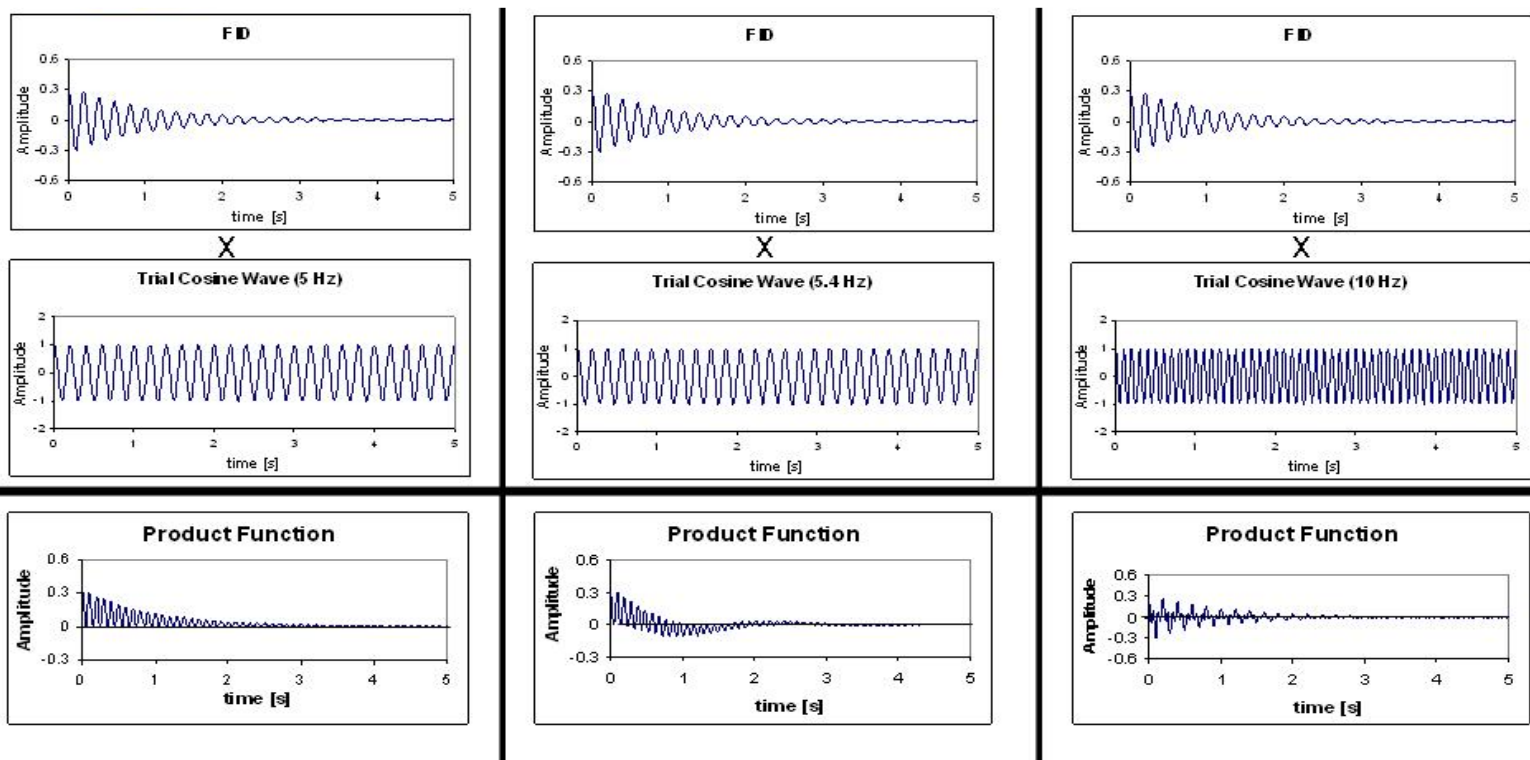 FID
Amplitude
0.6
0.3
0
-0.3
-0.6
0 1 2 3 4 5
time [s]
X
Trial Cosine Wave (5 Hz)
Amplitude
2
1
0
-1
-2
0 1 2 3 4 5
time [s]
Product Function
Amplitude
0.6
0.3
0
-0.3
0 1 2 3 4 5
time [s]
FID
Amplitude
0.6
0.3
0
-0.3
-0.6
0 1 2 3 4 5
time [s]
X
Trial Cosine Wave (5.4 Hz)
Amplitude
2
1
0
-1
-2
0 1 2 3 4 5
time [s]
Product Function
Amplitude
0.6
0.3
0
-0.3
0 1 2 3 4 5
time [s]
FID
Amplitude
0.6
0.3
0
-0.3
-0.6
0 1 2 3 4 5
time [s]
X
Trial Cosine Wave (10 Hz)
Amplitude
2
1
0
-1
-2
0 1 2 3 4 5
time [s]
Product Function
Amplitude
0.6
0.3
0
-0.3
-0.6
0 1 2 3 4 5
time [s]